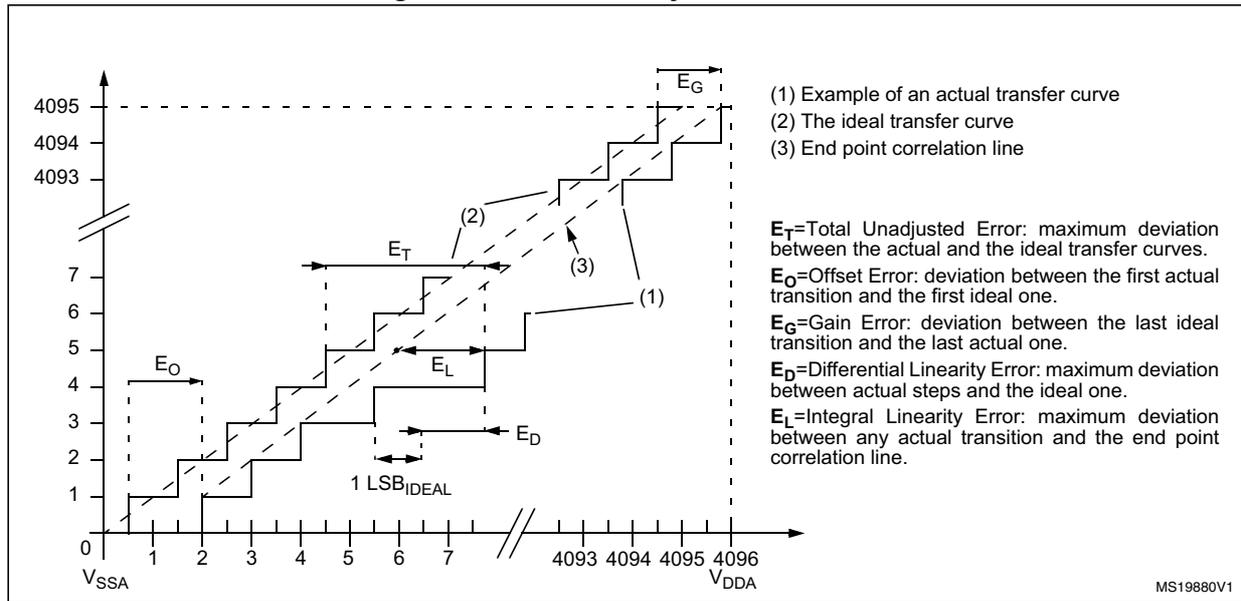 E_G
4095
4094
4093
7
6
5
4
3
2
1
0
(2)
E_T
(3)
(1)
E_O
E_L
E_D
1 LSB_IDEAL
1 2 3 4 5 6 7 4093 4094 4095 4096
V_SSA V_DDA
(1) Example of an actual transfer curve
(2) The ideal transfer curve
(3) End point correlation line
E_T=Total Unadjusted Error: maximum deviation
between the actual and the ideal transfer curves.
E_O=Offset Error: deviation between the first actual
transition and the first ideal one.
E_G=Gain Error: deviation between the last ideal
transition and the last actual one.
E_D=Differential Linearity Error: maximum deviation
between actual steps and the ideal one.
E_L=Integral Linearity Error: maximum deviation
between any actual transition and the end point
correlation line.
MS19880V1